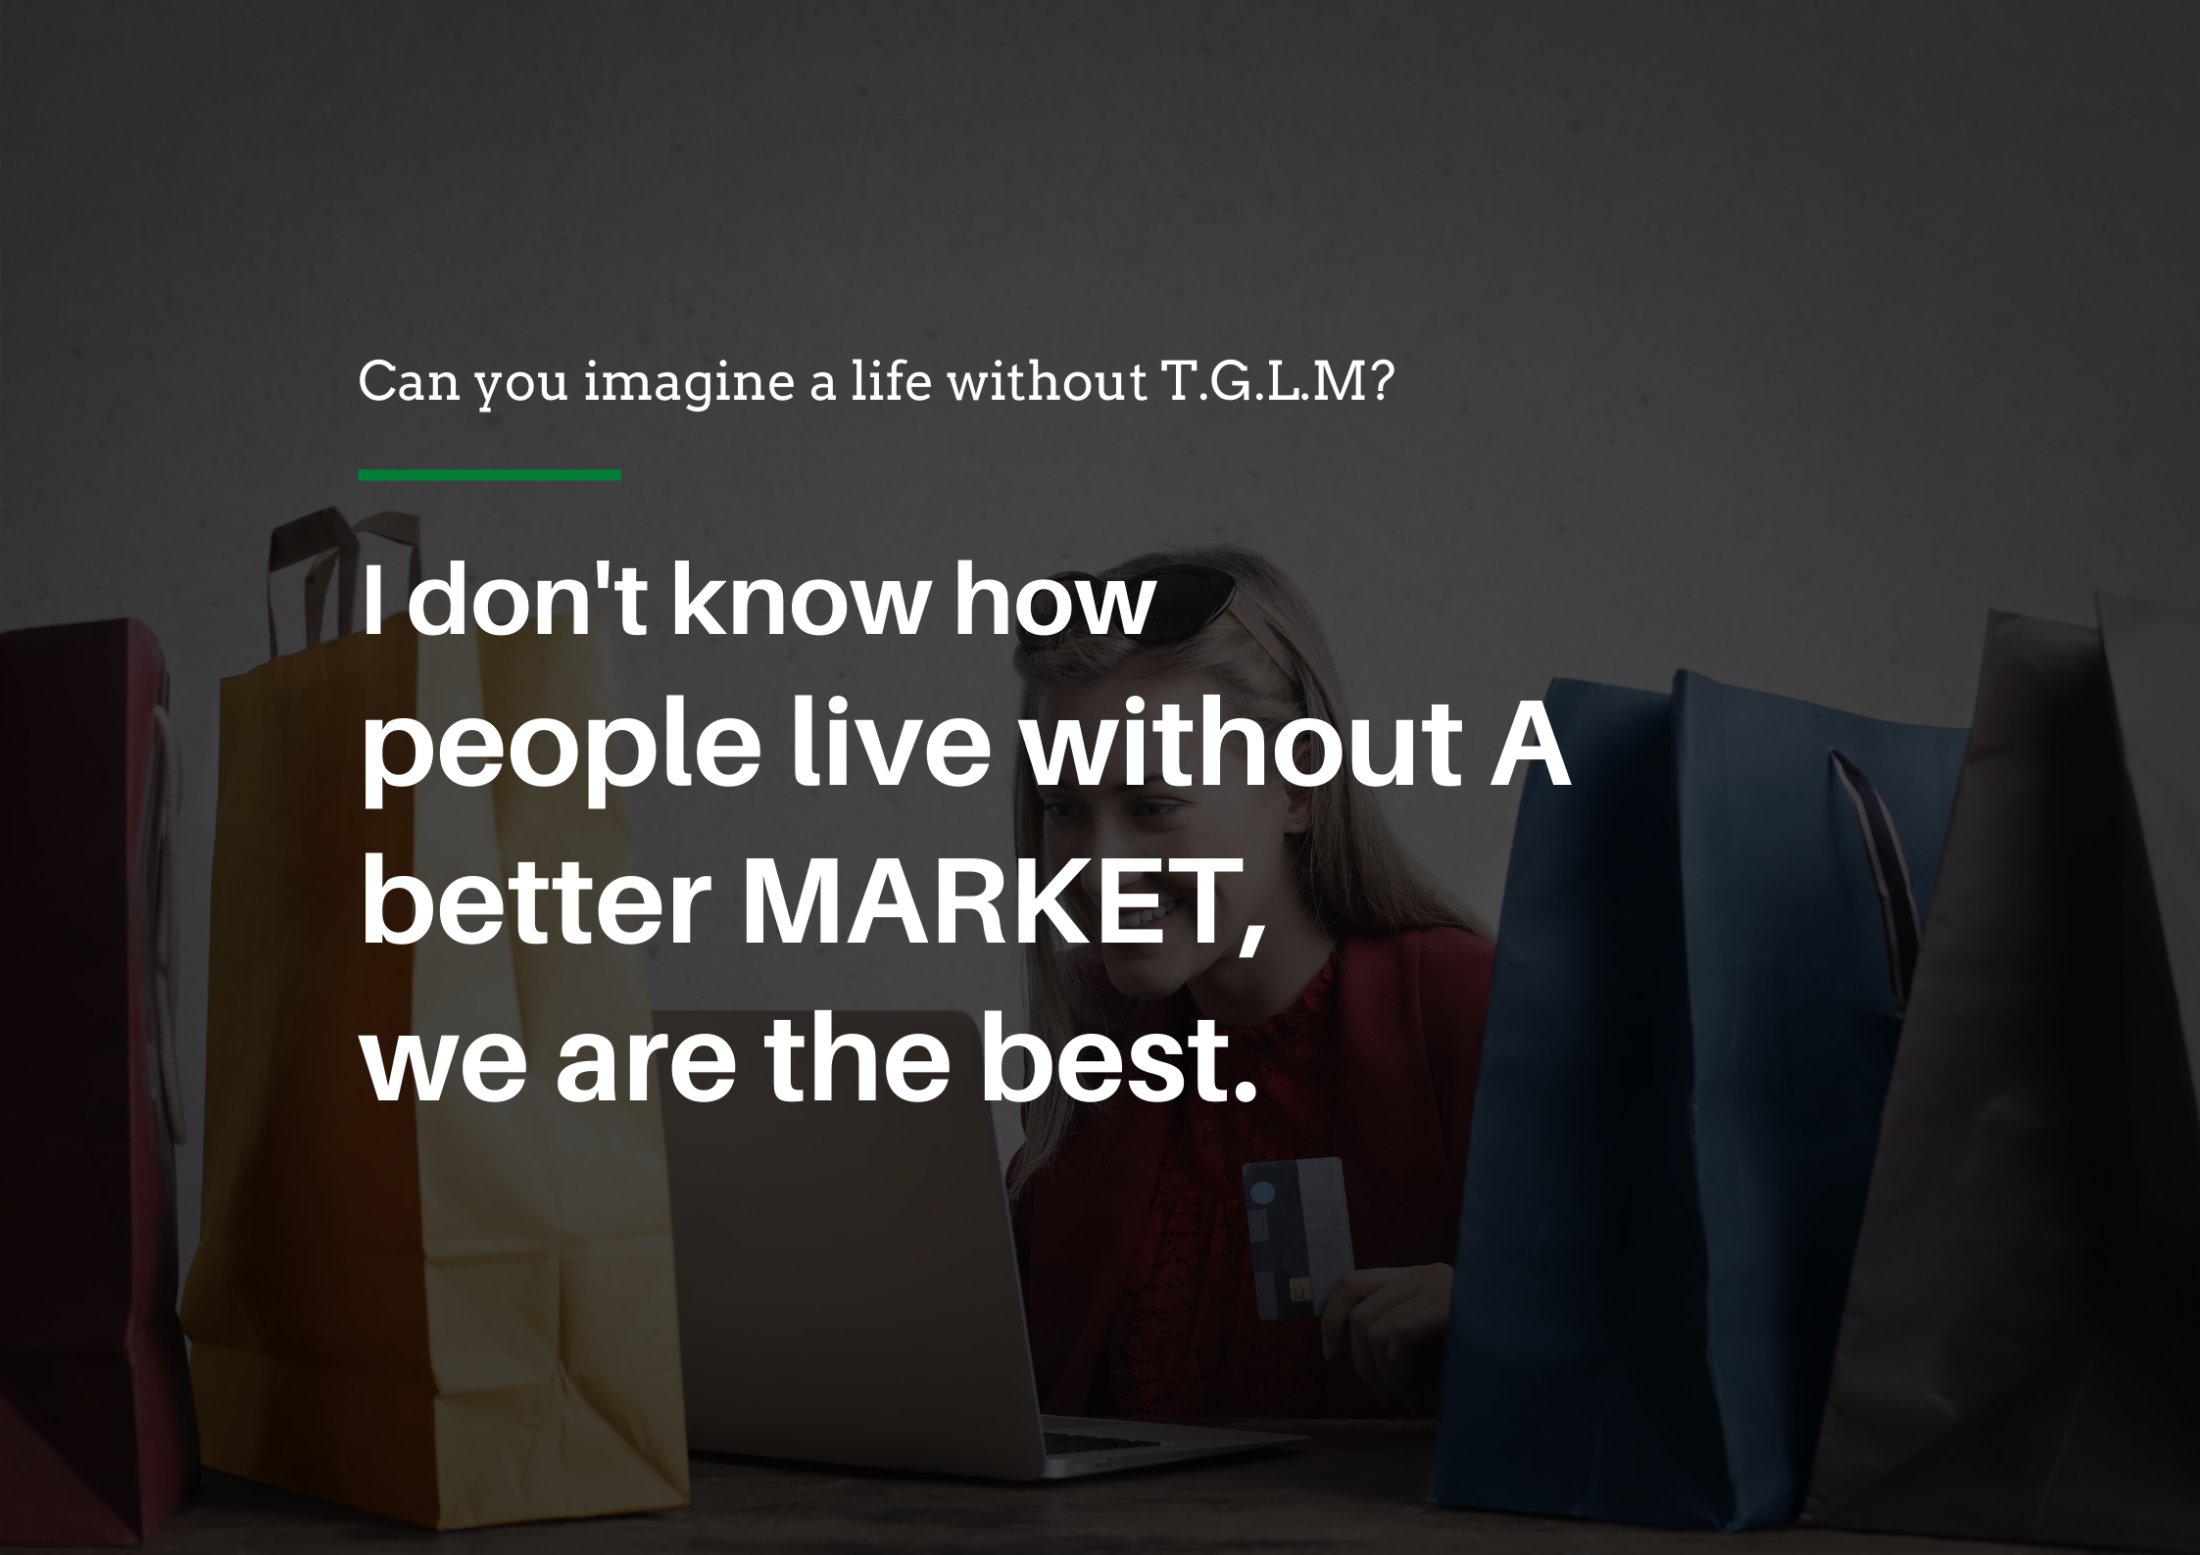 Can you imagine a life without T.G.L.M?
I don't know how
people live without A
better MARKET,
we are the best.